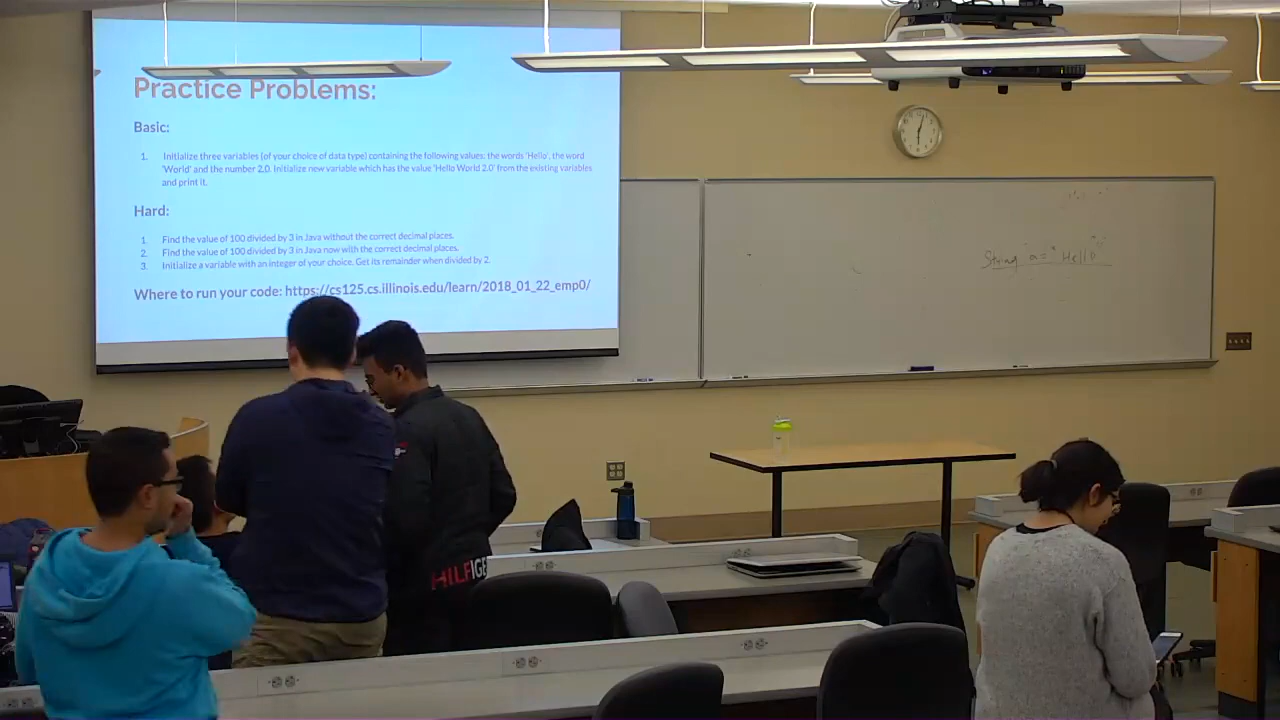 Practice Problems:
Basic:
1. Initialize three variables (of your choice of data type) containing the following values: the words 'Hello', the word
'World' and the number 2.0. Initialize new variable which has the value 'Hello World 2.0' from the existing variables
and print it.
Hard:
1. Find the value of 100 divided by 3 in Java without the correct decimal places.
2. Find the value of 100 divided by 3 in Java now with the correct decimal places.
3. Initialize a variable with an integer of your choice. Get its remainder when divided by 2.
Where to run your code: https://cs125.cs.illinois.edu/learn/2018_01_22_emp0/
String a = "Hello"
HILFIGE